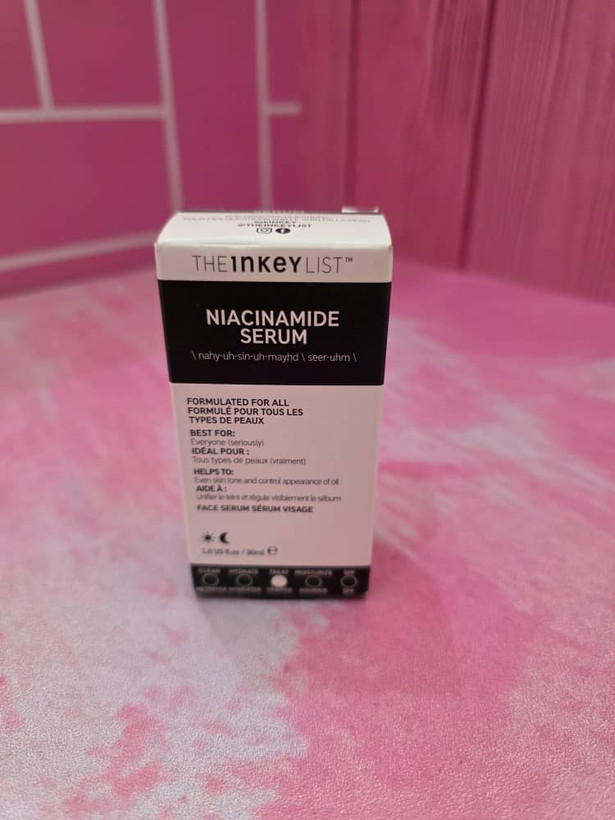 @THEINKEYLIST
THE INKEY LIST™
NIACINAMIDE
SERUM
\ nahy-uh-sin-uh-mayhd \ seer-uhm \
FORMULATED FOR ALL
FORMULÉ POUR TOUS LES
TYPES DE PEAUX
BEST FOR:
Everyone (seriously)
IDÉAL POUR :
Tous types de peaux (vraiment)
HELPS TO:
Even skin tone and control appearance of oil
AIDE À :
Unifier le teint et régule visiblement le sébum
FACE SERUM SÉRUM VISAGE
1.0 US fl.oz / 30ml e
CLEAN HYDRATE TREAT MOISTURIZE SPF